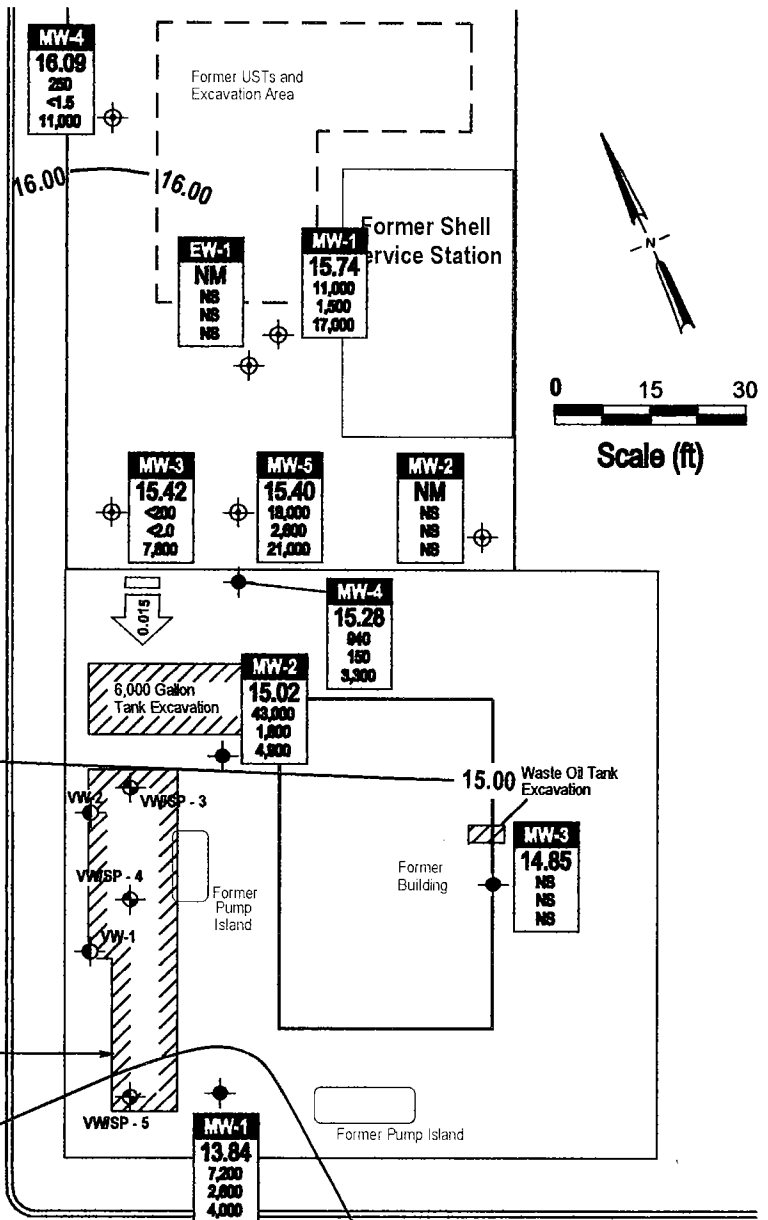 MW-4
16.09
250
<1.5
11,000
Former USTs and
Excavation Area
16.00
16.00
EW-1
NM
NS
NS
NS
MW-1
15.74
11,000
1,500
17,000
Former Shell
ervice Station
N
0 15 30
Scale (ft)
MW-3
15.42
<200
<2.0
7,800
MW-5
15.40
18,000
2,600
21,000
MW-2
NM
NS
NS
NS
0.015
MW-4
15.28
940
150
3,300
6,000 Gallon
Tank Excavation
MW-2
15.02
43,000
1,800
4,800
15.00
Waste Oil Tank
Excavation
VW-2
VW/SP - 3
MW-3
14.85
NS
NS
NS
VW/SP - 4
Former
Pump
Island
Former
Building
VW-1
VW/SP - 5
MW-1
13.84
7,200
2,600
4,000
Former Pump Island